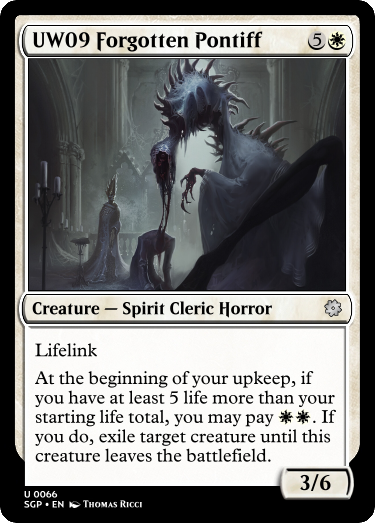 UW09 Forgotten Pontiff 5
Creature — Spirit Cleric Horror
Lifelink
At the beginning of your upkeep, if
you have at least 5 life more than your
starting life total, you may pay. If
you do, exile target creature until this
creature leaves the battlefield.
3/6
U 0066
SGP • EN Thomas Ricci